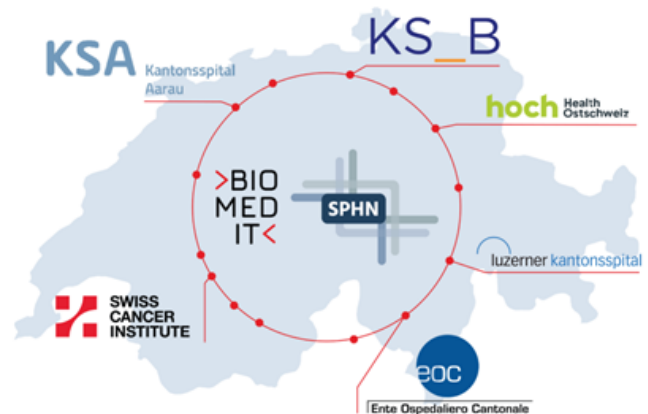 KSA Kantonsspital
Aarau
KS_B
hoch Health
Ostschweiz
>BIO
MED
IT<
SPHN
luzerner kantonsspital
SWISS
CANCER
INSTITUTE
eoc
Ente Ospedaliero Cantonale